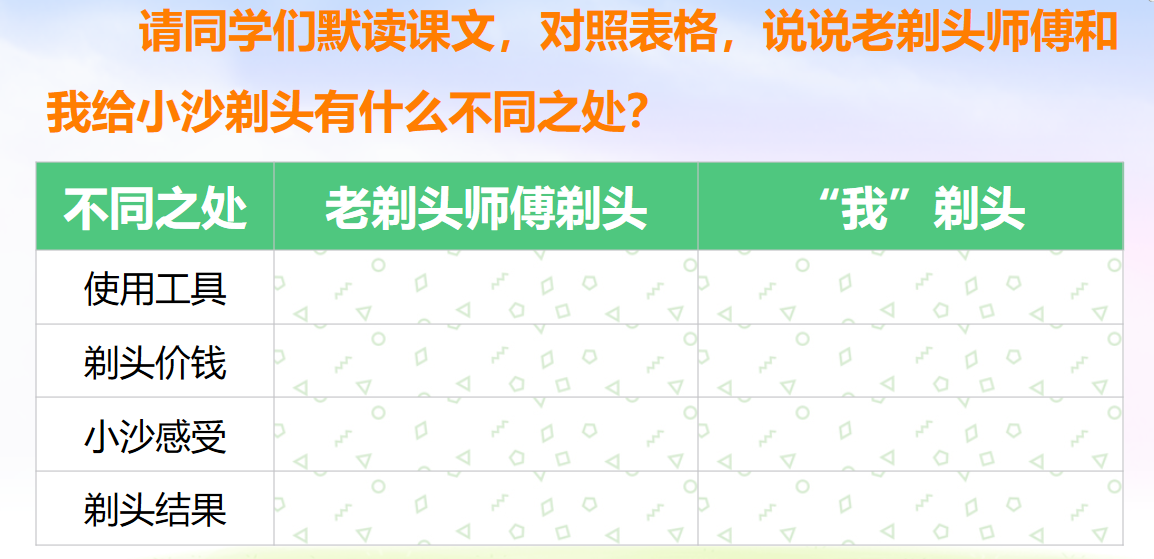 请同学们默读课文，对照表格，说说老剃头师傅和
我给小沙剃头有什么不同之处？
不同之处 老剃头师傅剃头 “我”剃头
使用工具
剃头价钱
小沙感受
剃头结果